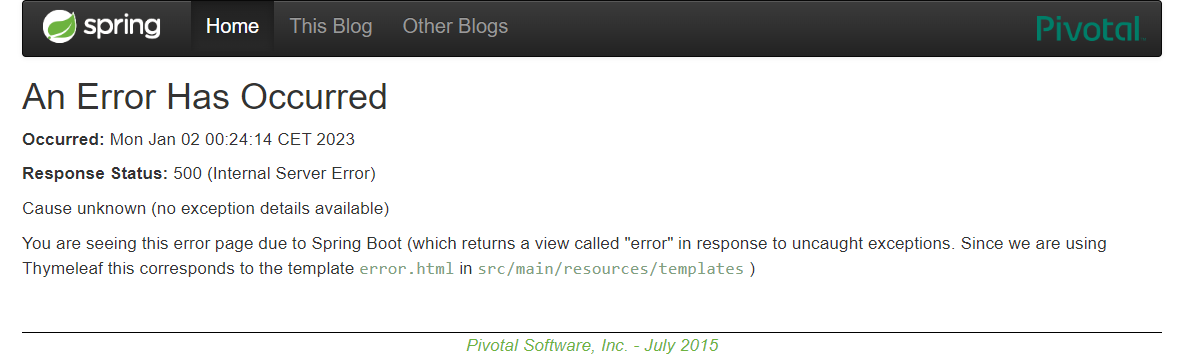 spring Home This Blog Other Blogs Pivotal
An Error Has Occurred
Occurred: Mon Jan 02 00:24:14 CET 2023
Response Status: 500 (Internal Server Error)
Cause unknown (no exception details available)
You are seeing this error page due to Spring Boot (which returns a view called "error" in response to uncaught exceptions. Since we are using
Thymeleaf this corresponds to the template error.html in src/main/resources/templates )
Pivotal Software, Inc. - July 2015